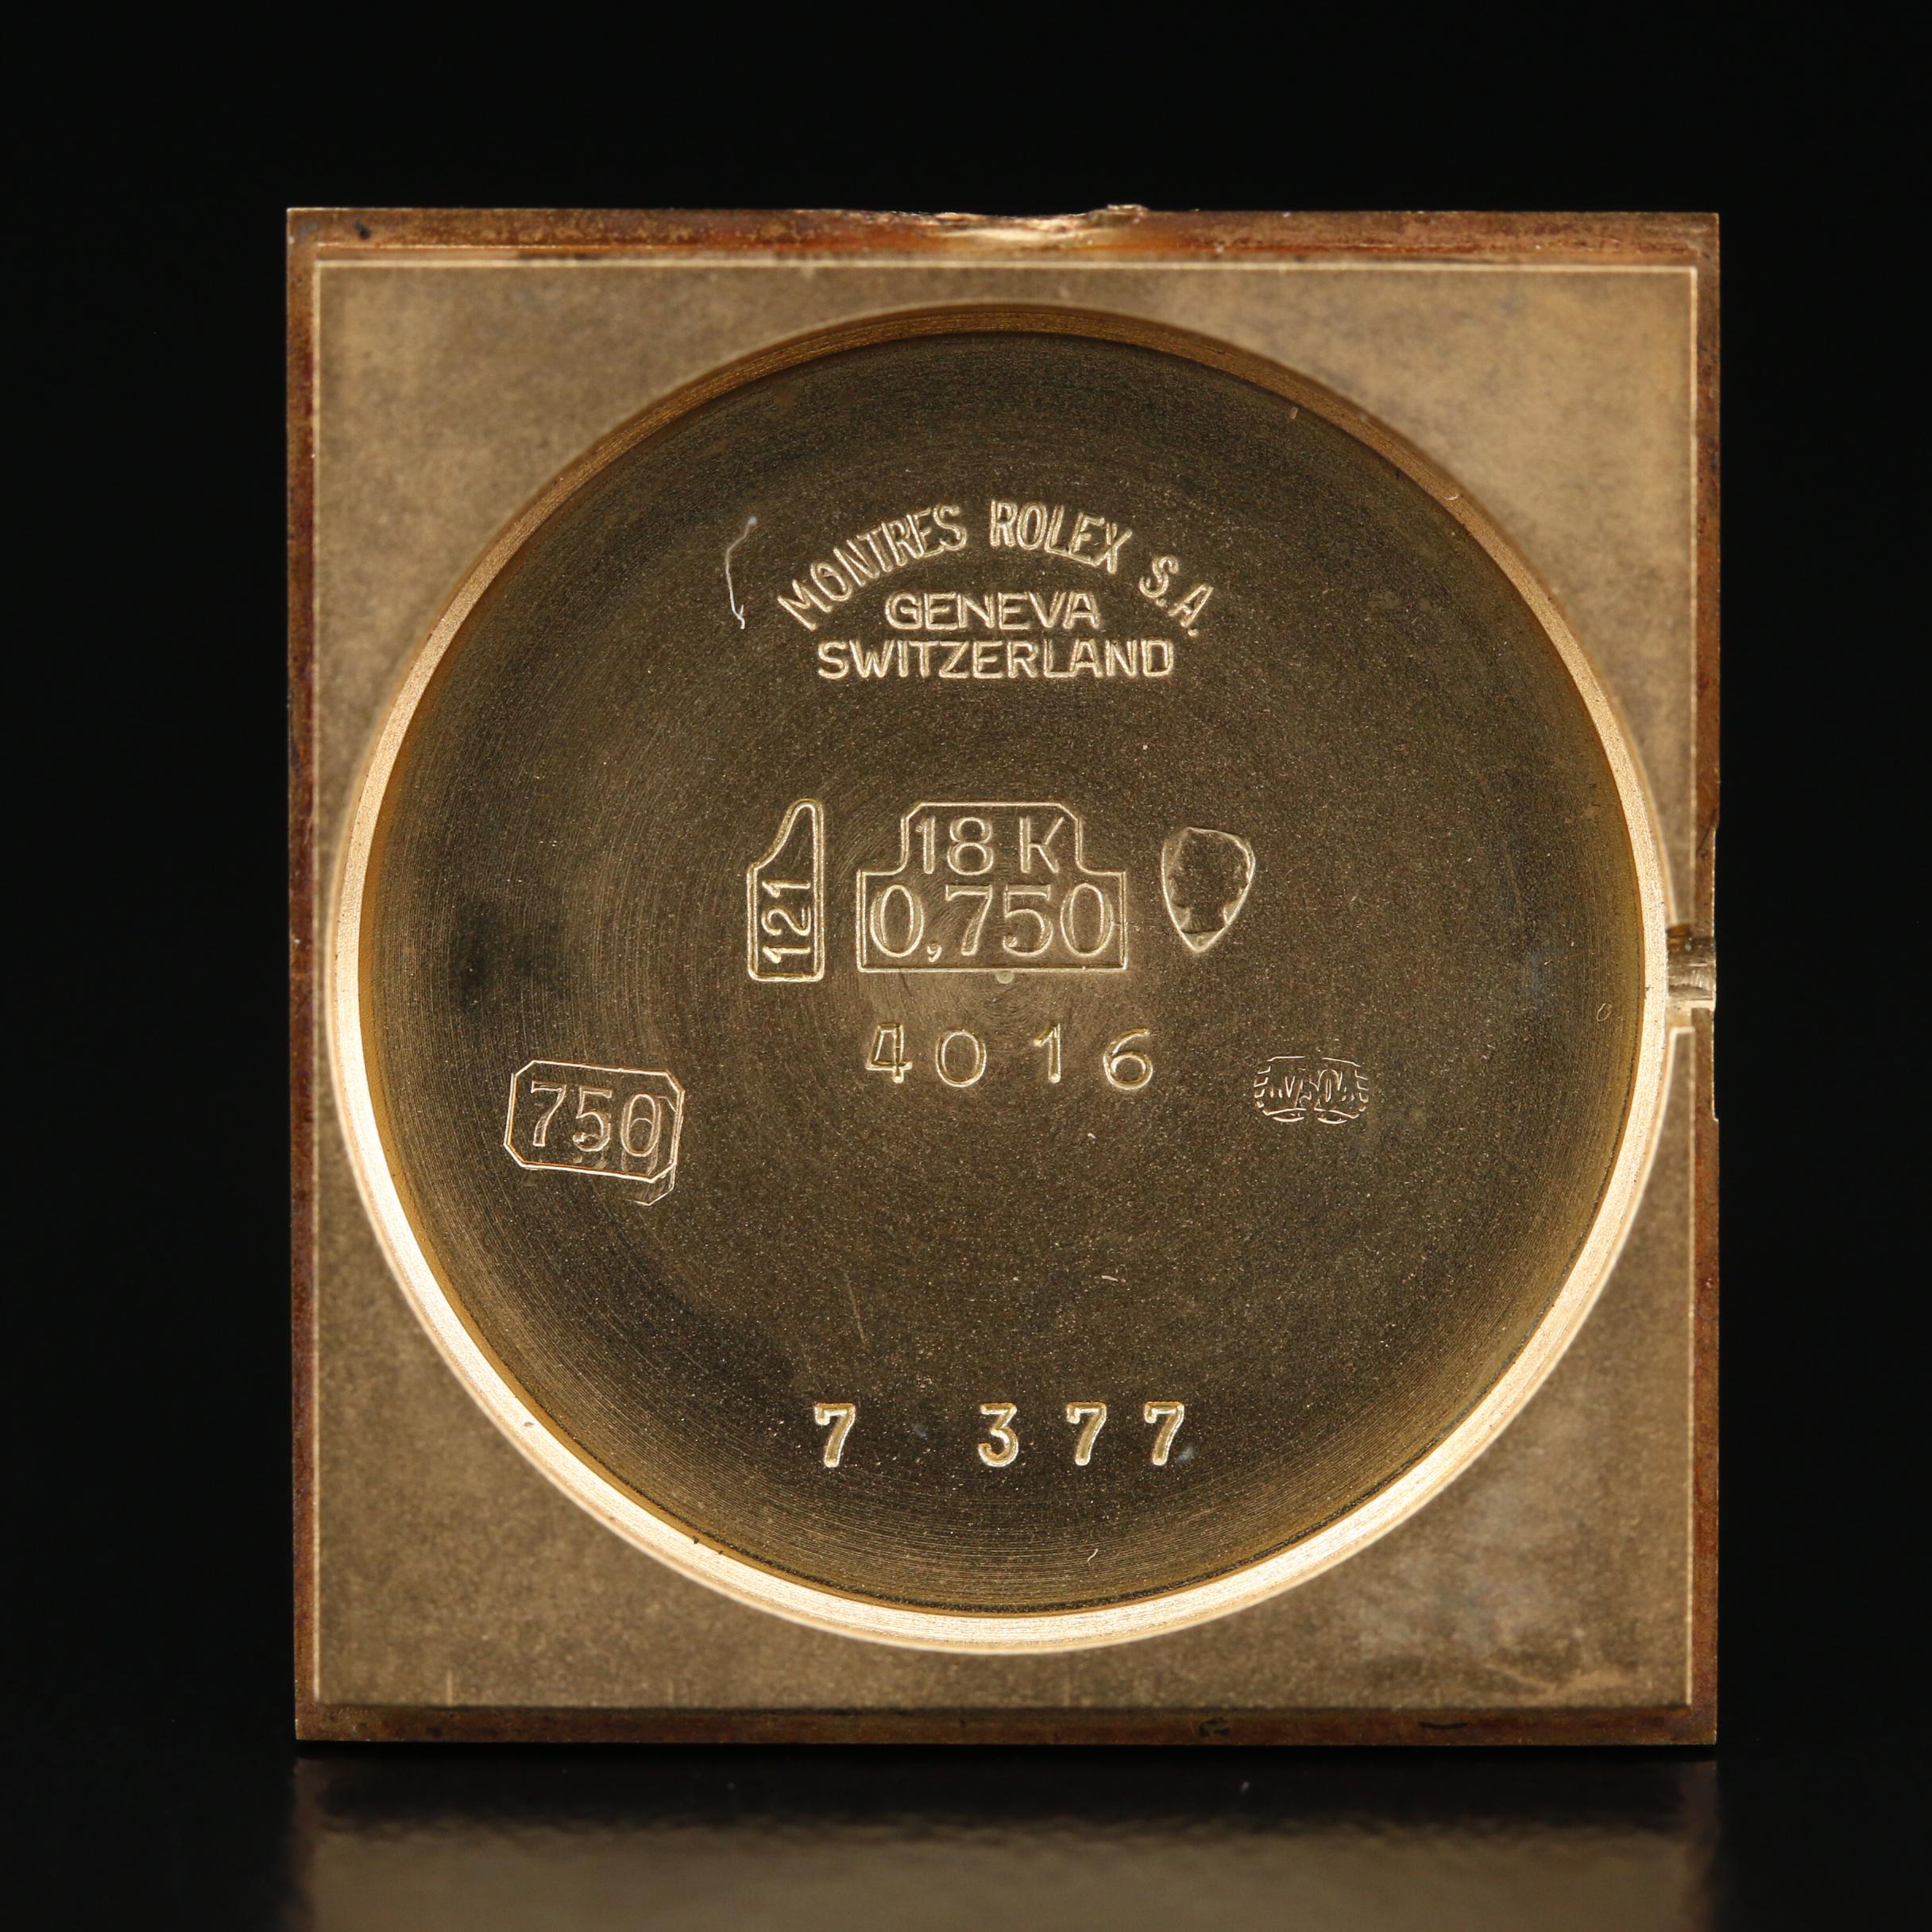 MONTRES ROLEX S.A.
GENEVA
SWITZERLAND
121
18 K
0,750
4016
750
7 377